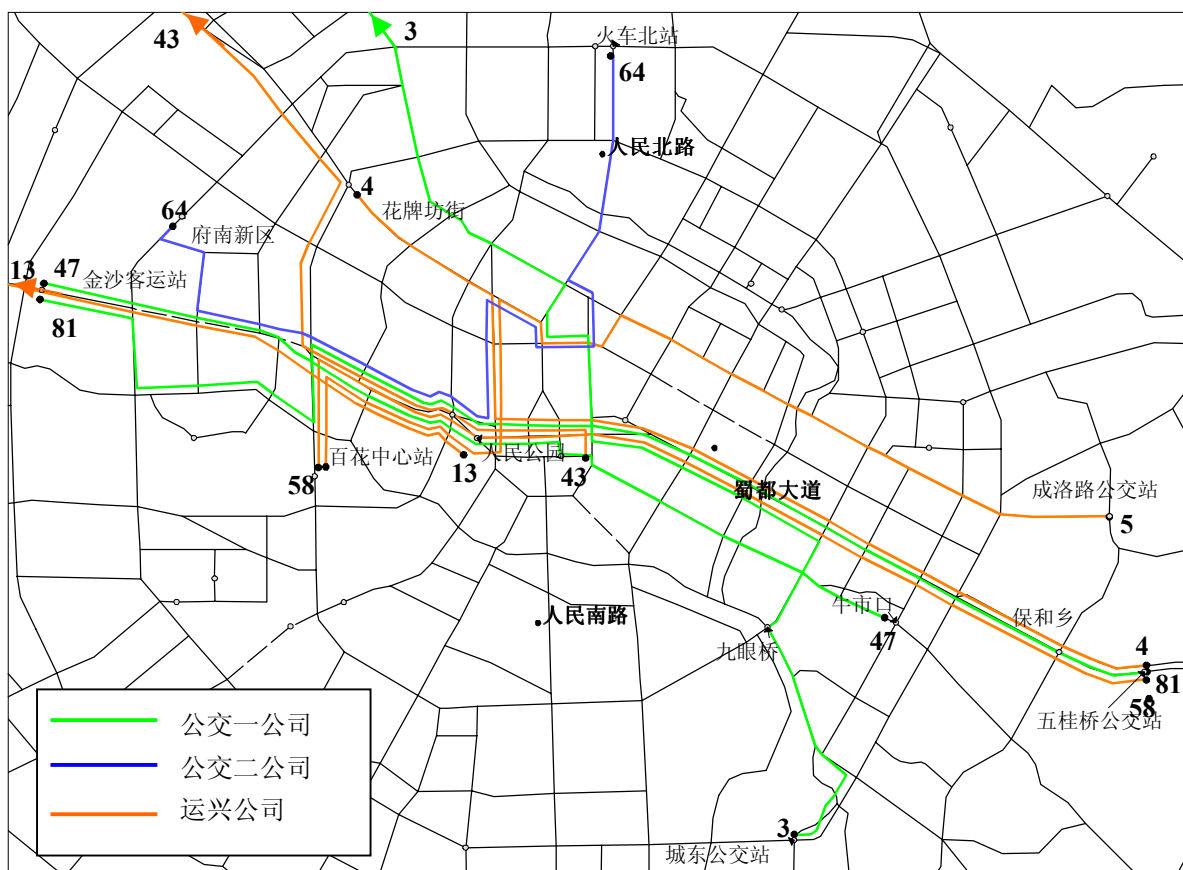 3
43
火车北站
64
人民北路
4
花牌坊街
64
府南新区
13
47
金沙客运站
81
人民公园
百花中心站
58
13
43
蜀都大道
成洛路公交站
5
牛市口
保和乡
人民南路
47
九眼桥
4
81
58
五桂桥公交站
3
城东公交站
公交一公司
公交二公司
运兴公司